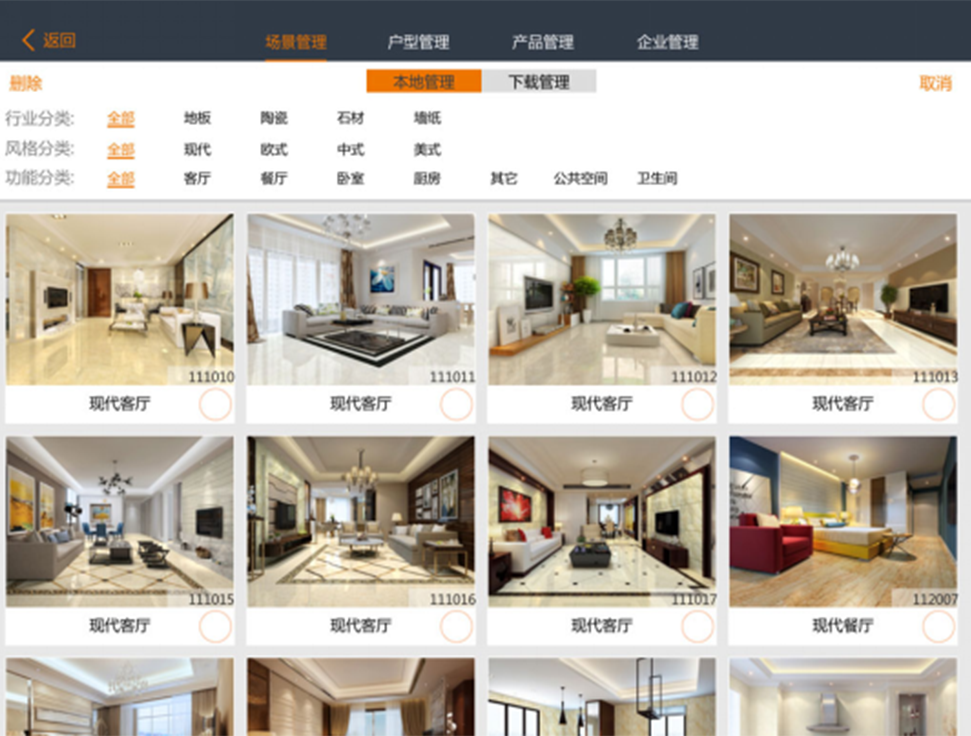 返回 场景管理 户型管理 产品管理 企业管理
删除 本地管理 下载管理 取消
行业分类: 全部 地板 陶瓷 石材 墙纸
风格分类: 全部 现代 欧式 中式 美式
功能分类: 全部 客厅 餐厅 卧室 厨房 其它 公共空间 卫生间
111010 111011 111012 111013
现代客厅 现代客厅 现代客厅 现代客厅
111015 111016 111017 112007
现代客厅 现代客厅 现代客厅 现代餐厅